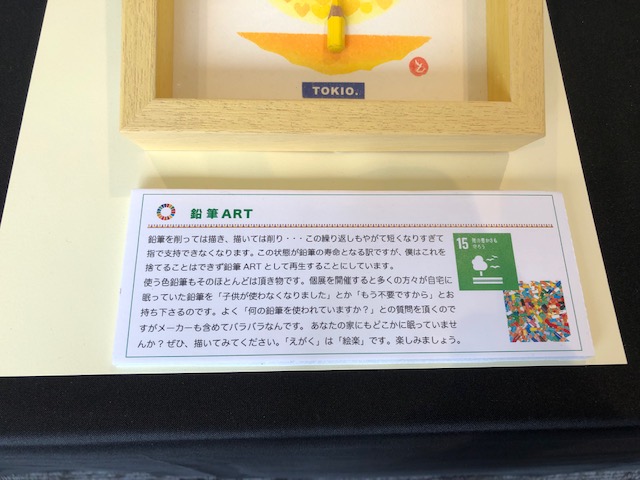 TOKIO.
鉛筆ART
鉛筆を削っては描き、描いては削り・・・この繰り返しもやがて短くなりすぎて
指で支持できなくなります。この状態が鉛筆の寿命となる訳ですが、僕はこれを
捨てることはできず鉛筆ARTとして再生することにしています。
使う色鉛筆もそのほとんどは頂き物です。個展を開催すると多くの方々が自宅に
眠っていた鉛筆を「子供が使わなくなりました」とか「もう不要ですから」とお
持ち下さるのです。よく「何の鉛筆を使われていますか？」との質問を頂くので
すがメーカーも含めてバラバラなんです。 あなたの家にもどこかに眠っていませ
んか？ぜひ、描いてみてください。「えがく」は「絵楽」です。楽しみましょう。
15 陸の豊かさも
守ろう